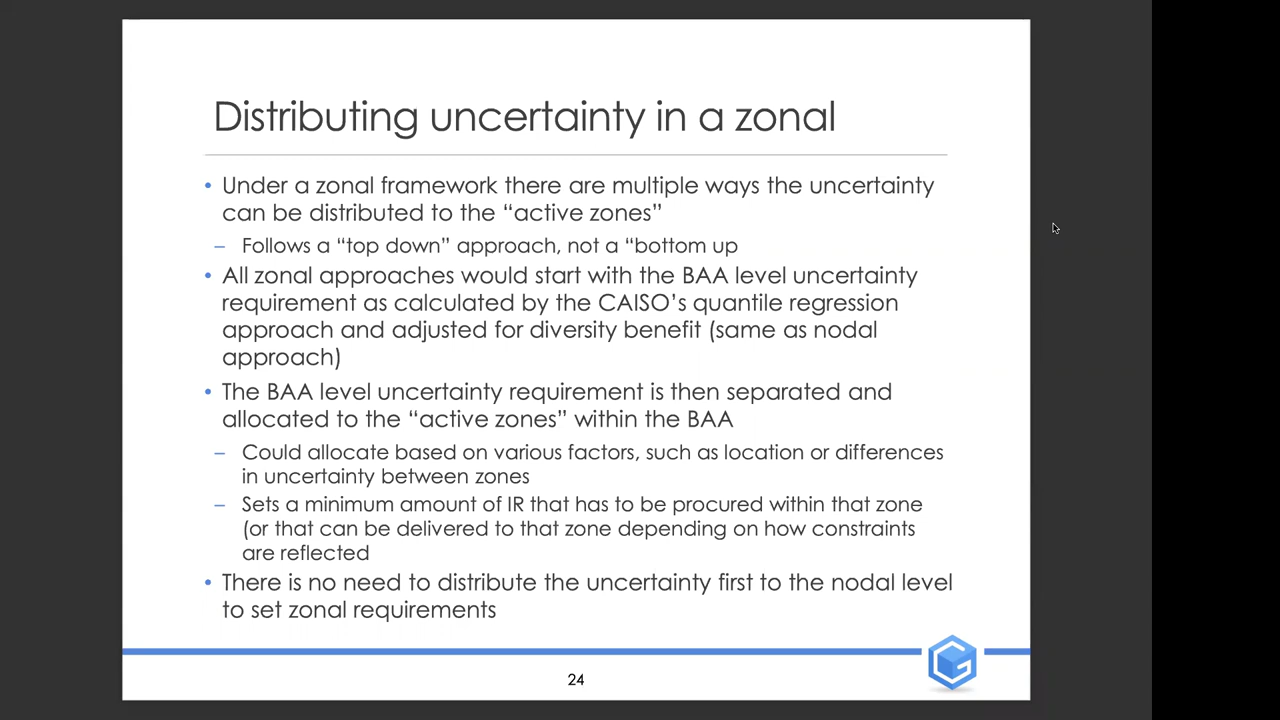 Distributing uncertainty in a zonal
• Under a zonal framework there are multiple ways the uncertainty
can be distributed to the “active zones”
– Follows a “top down” approach, not a “bottom up
• All zonal approaches would start with the BAA level uncertainty
requirement as calculated by the CAISO’s quantile regression
approach and adjusted for diversity benefit (same as nodal
approach)
• The BAA level uncertainty requirement is then separated and
allocated to the “active zones” within the BAA
– Could allocate based on various factors, such as location or differences
in uncertainty between zones
– Sets a minimum amount of IR that has to be procured within that zone
(or that can be delivered to that zone depending on how constraints
are reflected
• There is no need to distribute the uncertainty first to the nodal level
to set zonal requirements
24